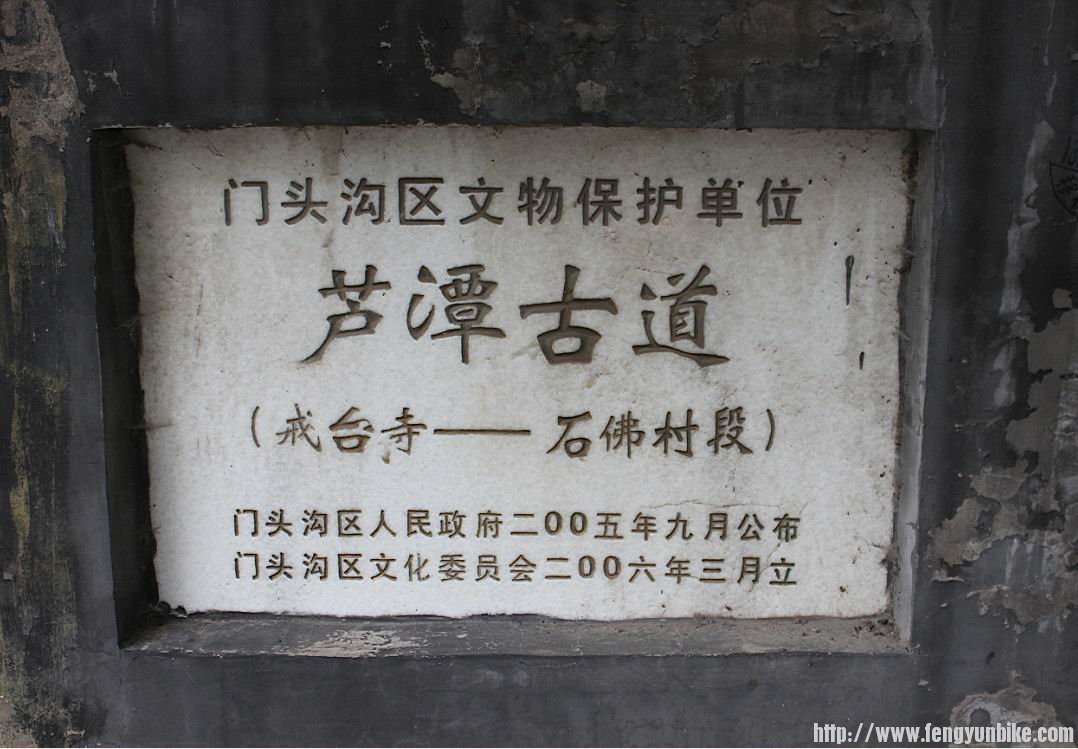 门头沟区文物保护单位
芦潭古道
（戒台寺——石佛村段）
门头沟区人民政府二00五年九月公布
门头沟区文化委员会二00六年三月立
http://www.fengyunbike.com